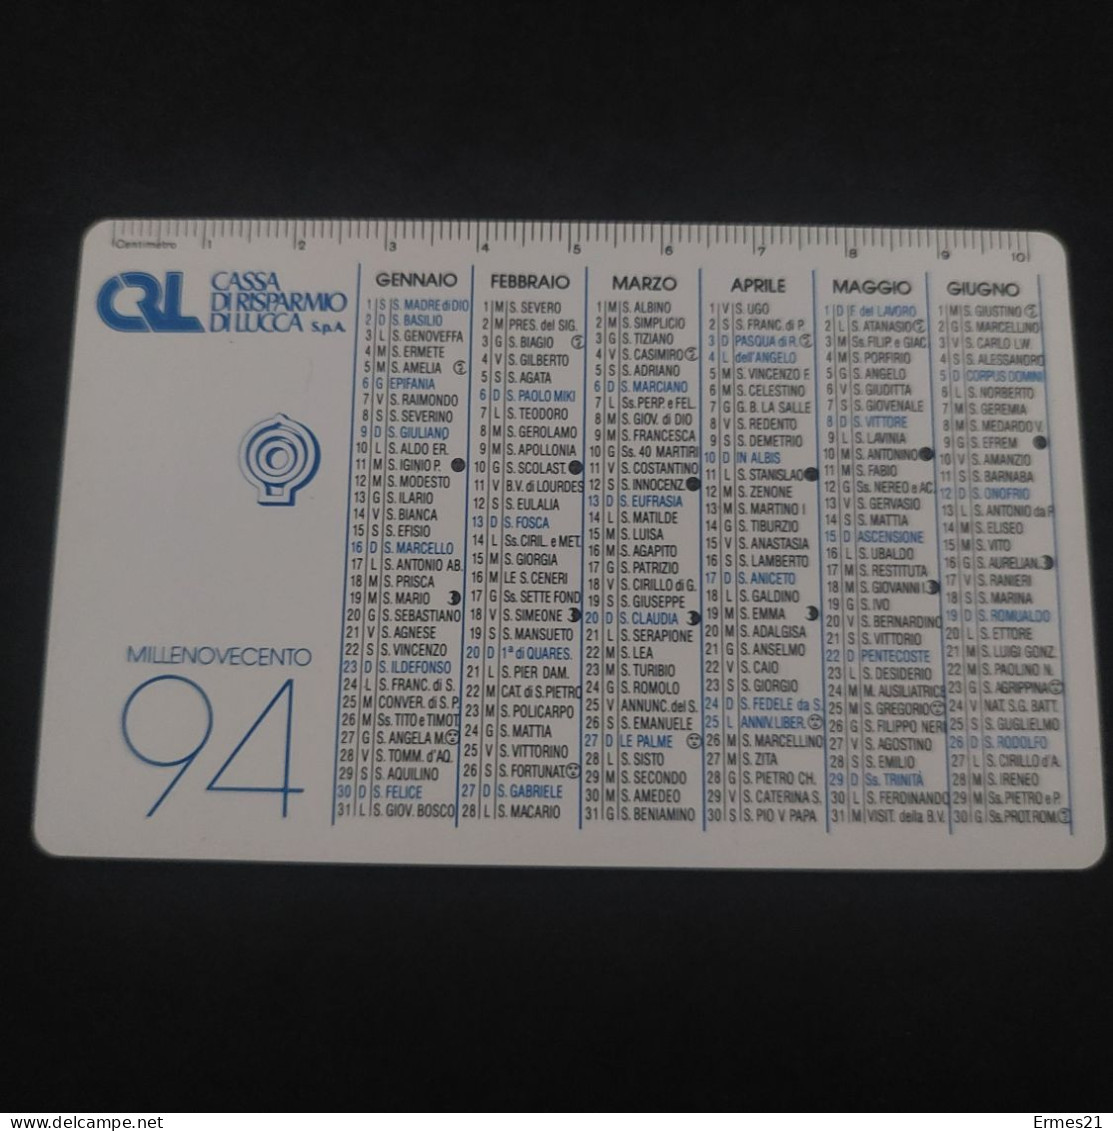 Centimetro 1 2 3 4 5 6 7 8 9 10
CRL
CASSA
DI RISPARMIO
DI LUCCA S.p.A.
MILLENOVECENTO
94
GENNAIO
1 S S. MADRE di DIO
2 D S. BASILIO
3 L S. GENOVEFFA
4 M S. ERMETE
5 M S. AMELIA
6 G EPIFANIA
7 V S. RAIMONDO
8 S S. SEVERINO
9 D S. GIULIANO
10 L S. ALDO ER.
11 M S. IGINIO P.
12 M S. MODESTO
13 G S. ILARIO
14 V S. BIANCA
15 S S. EFISIO
16 D S. MARCELLO
17 L S. ANTONIO AB.
18 M S. PRISCA
19 M S. MARIO
20 G S. SEBASTIANO
21 V S. AGNESE
22 S S. VINCENZO
23 D S. ILDEFONSO
24 L S. FRANC. di S.
25 M CONVER. di S. P.
26 M Ss. TITO e TIMOT
27 G S. ANGELA M.
28 V S. TOMM. d'AQ.
29 S S. AQUILINO
30 D S. FELICE
31 L S. GIOV. BOSCO
FEBBRAIO
1 M S. SEVERO
2 M PRES. del SIG.
3 G S. BIAGIO
4 V S. GILBERTO
5 S S. AGATA
6 D S. PAOLO MIKI
7 L S. TEODORO
8 M S. GEROLAMO
9 M S. APOLLONIA
10 G S. SCOLAST.
11 V B.V. di LOURDES
12 S S. EULALIA
13 D S. FOSCA
14 L Ss. CIRIL. e MET.
15 M S. GIORGIA
16 M LE S. CENERI
17 G Ss. SETTE FOND
18 V S. SIMEONE
19 S S. MANSUETO
20 D 1ª di QUARES.
21 L S. PIER DAM.
22 M CAT. di S. PIETRO
23 M S. POLICARPO
24 G S. MATTIA
25 V S. VITTORINO
26 S S. FORTUNAT.
27 D S. GABRIELE
28 L S. MACARIO
MARZO
1 M S. ALBINO
2 M S. SIMPLICIO
3 G S. TIZIANO
4 V S. CASIMIRO
5 S S. ADRIANO
6 D S. MARCIANO
7 L Ss. PERP. e FEL.
8 M S. GIOV. di DIO
9 M S. FRANCESCA
10 G Ss. 40 MARTIRI
11 V S. COSTANTINO
12 S S. INNOCENZ.
13 D S. EUFRASIA
14 L S. MATILDE
15 M S. LUISA
16 M S. AGAPITO
17 G S. PATRIZIO
18 V S. CIRILLO di G.
19 S S. GIUSEPPE
20 D S. CLAUDIA
21 L S. SERAPIONE
22 M S. LEA
23 M S. TURIBIO
24 G S. ROMOLO
25 V ANNUNC. del S.
26 S S. EMANUELE
27 D LE PALME
28 L S. SISTO
29 M S. SECONDO
30 M S. AMEDEO
31 G S. BENIAMINO
APRILE
1 V S. UGO
2 S S. FRANC. di P.
3 D PASQUA di R.
4 L dell'ANGELO
5 M S. VINCENZO F.
6 M S. CELESTINO
7 G G. B. LA SALLE
8 V S. REDENTO
9 S S. DEMETRIO
10 D IN ALBIS
11 L S. STANISLAO
12 M S. ZENONE
13 M S. MARTINO I
14 G S. TIBURZIO
15 V S. ANASTASIA
16 S S. LAMBERTO
17 D S. ANICETO
18 L S. GALDINO
19 M S. EMMA
20 M S. ADALGISA
21 G S. ANSELMO
22 V S. CAIO
23 S S. GIORGIO
24 D S. FEDELE da S.
25 L ANNIV. LIBER.
26 M S. MARCELLINO
27 M S. ZITA
28 G S. PIETRO CH.
29 V S. CATERINA S.
30 S S. PIO V PAPA
MAGGIO
1 D F. del LAVORO
2 L S. ATANASIO
3 M Ss. FILIP. e GIAC.
4 M S. PORFIRIO
5 G S. ANGELO
6 V S. GIUDITTA
7 S S. GIOVENALE
8 D S. VITTORE
9 L S. LAVINIA
10 M S. ANTONINO
11 M S. FABIO
12 G Ss. NEREO e AC.
13 V S. GERVASIO
14 S S. MATTIA
15 D ASCENSIONE
16 L S. UBALDO
17 M S. RESTITUTA
18 M S. GIOVANNI I
19 G S. IVO
20 V S. BERNARDINO
21 S S. VITTORIO
22 D PENTECOSTE
23 L S. DESIDERIO
24 M M. AUSILIATRICE
25 M S. GREGORIO
26 G S. FILIPPO NERI
27 V S. AGOSTINO
28 S S. EMILIO
29 D Ss. TRINITÀ
30 L S. FERDINANDO
31 M VISIT. della B.V.
GIUGNO
1 M S. GIUSTINO
2 G S. MARCELLINO
3 V S. CARLO LW.
4 S S. ALESSANDRO
5 D CORPUS DOMINI
6 L S. NORBERTO
7 M S. GEREMIA
8 M S. MEDARDO V.
9 G S. EFREM
10 V S. AMANZIO
11 S S. BARNABA
12 D S. ONOFRIO
13 L S. ANTONIO da P.
14 M S. ELISEO
15 M S. VITO
16 G S. AURELIAN.
17 V S. RANIERI
18 S S. MARINA
19 D S. ROMUALDO
20 L S. ETTORE
21 M S. LUIGI GONZ.
22 M S. PAOLINO N.
23 G S. AGRIPPINA
24 V NAT. S.G. BATT.
25 S S. GUGLIELMO
26 D S. RODOLFO
27 L S. CIRILLO d'A.
28 M S. IRENEO
29 M Ss. PIETRO e P.
30 G Ss. PROT. ROM.
Ermes21